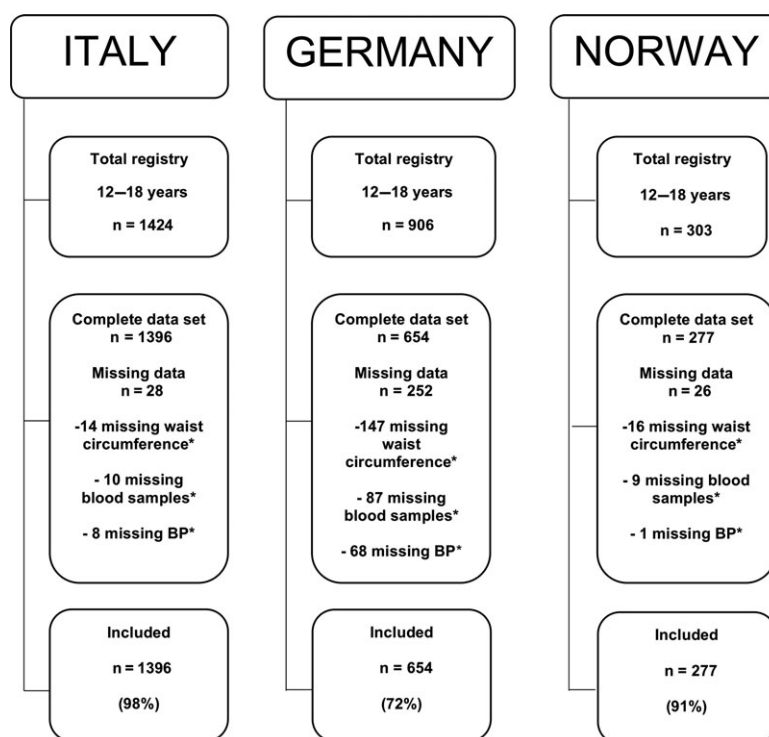 ITALY
Total registry
12—18 years
n = 1424
Complete data set
n = 1396
Missing data
n = 28
-14 missing waist
circumference*
- 10 missing
blood samples*
- 8 missing BP*
Included
n = 1396
(98%)
GERMANY
Total registry
12—18 years
n = 906
Complete data set
n = 654
Missing data
n = 252
-147 missing
waist
circumference*
- 87 missing
blood samples*
- 68 missing BP*
Included
n = 654
(72%)
NORWAY
Total registry
12—18 years
n = 303
Complete data set
n = 277
Missing data
n = 26
-16 missing waist
circumference*
- 9 missing blood
samples*
- 1 missing BP*
Included
n = 277
(91%)